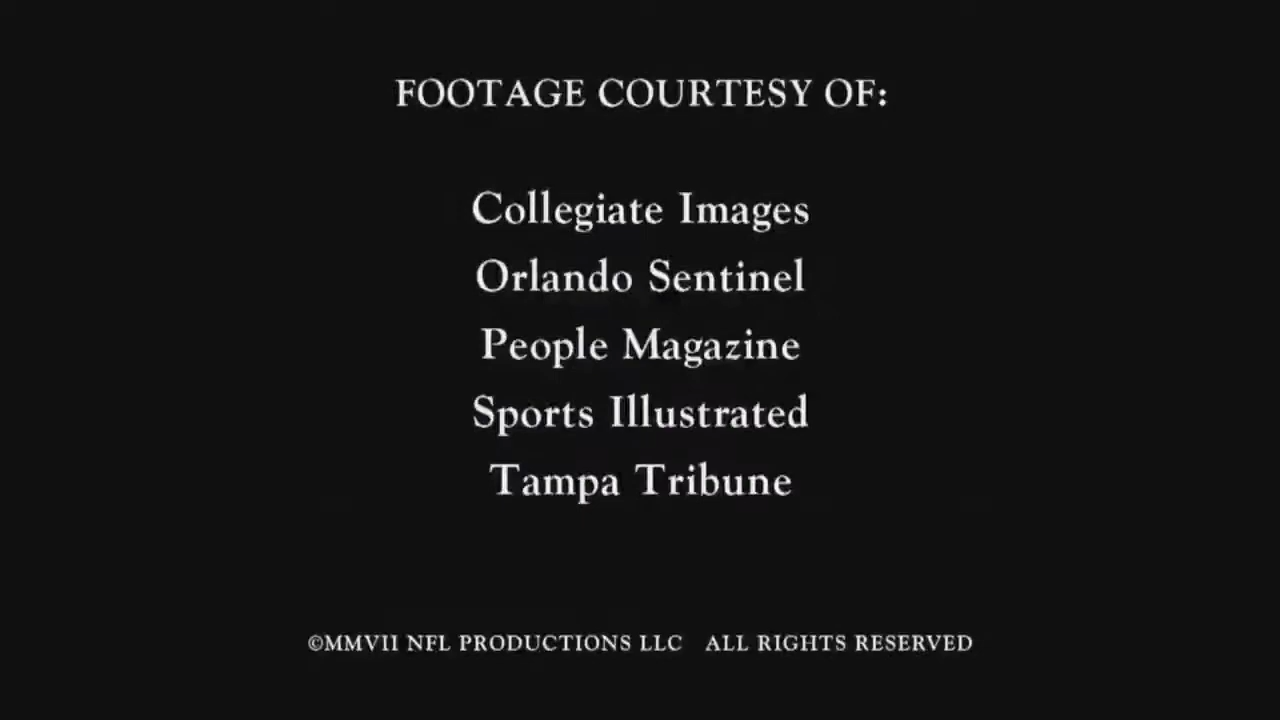 FOOTAGE COURTESY OF:
Collegiate Images
Orlando Sentinel
People Magazine
Sports Illustrated
Tampa Tribune
©MMVII NFL PRODUCTIONS LLC ALL RIGHTS RESERVED